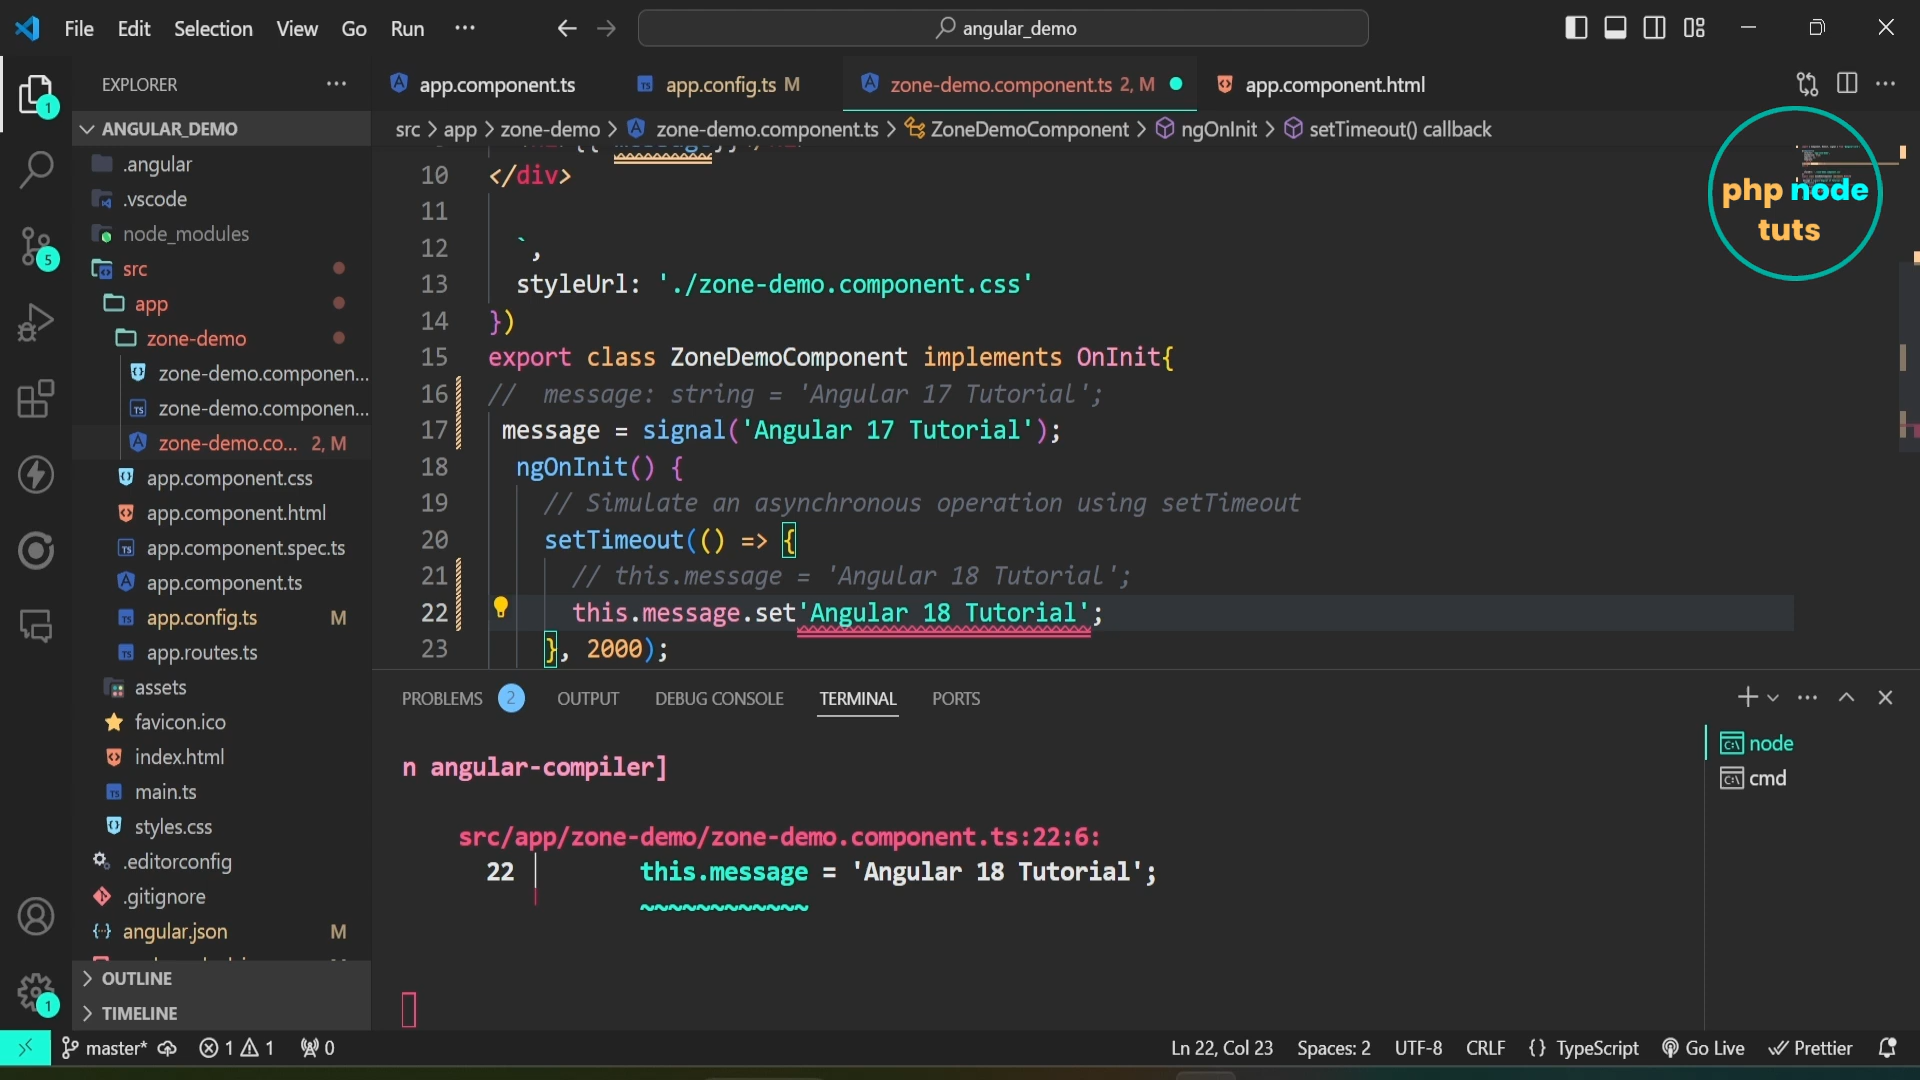 File Edit Selection View Go Run ··· angular_demo
EXPLORER ···
app.component.ts app.config.ts M zone-demo.component.ts 2, M app.component.html
php node
tuts
ANGULAR_DEMO
src > app > zone-demo > zone-demo.component.ts > ZoneDemoComponent > ngOnInit > setTimeout() callback
.angular
.vscode
node_modules
src
app
zone-demo
zone-demo.componen...
zone-demo.componen...
zone-demo.co... 2, M
app.component.css
app.component.html
app.component.spec.ts
app.component.ts
app.config.ts M
app.routes.ts
assets
favicon.ico
index.html
main.ts
styles.css
.editorconfig
.gitignore
angular.json M
OUTLINE
TIMELINE
1
5
1
10 </div>
11
12 `,
13 styleUrl: './zone-demo.component.css'
14 })
15 export class ZoneDemoComponent implements OnInit{
16 // message: string = 'Angular 17 Tutorial';
17 message = signal('Angular 17 Tutorial');
18 ngOnInit() {
19 // Simulate an asynchronous operation using setTimeout
20 setTimeout(() => {
21 // this.message = 'Angular 18 Tutorial';
22 this.message.set'Angular 18 Tutorial';
23 }, 2000);
PROBLEMS 2 OUTPUT DEBUG CONSOLE TERMINAL PORTS
node
cmd
n angular-compiler]
src/app/zone-demo/zone-demo.component.ts:22:6:
22 │ this.message = 'Angular 18 Tutorial';
~~~~~~~~~~~~
master* 1 1 0 Ln 22, Col 23 Spaces: 2 UTF-8 CRLF {} TypeScript Go Live Prettier